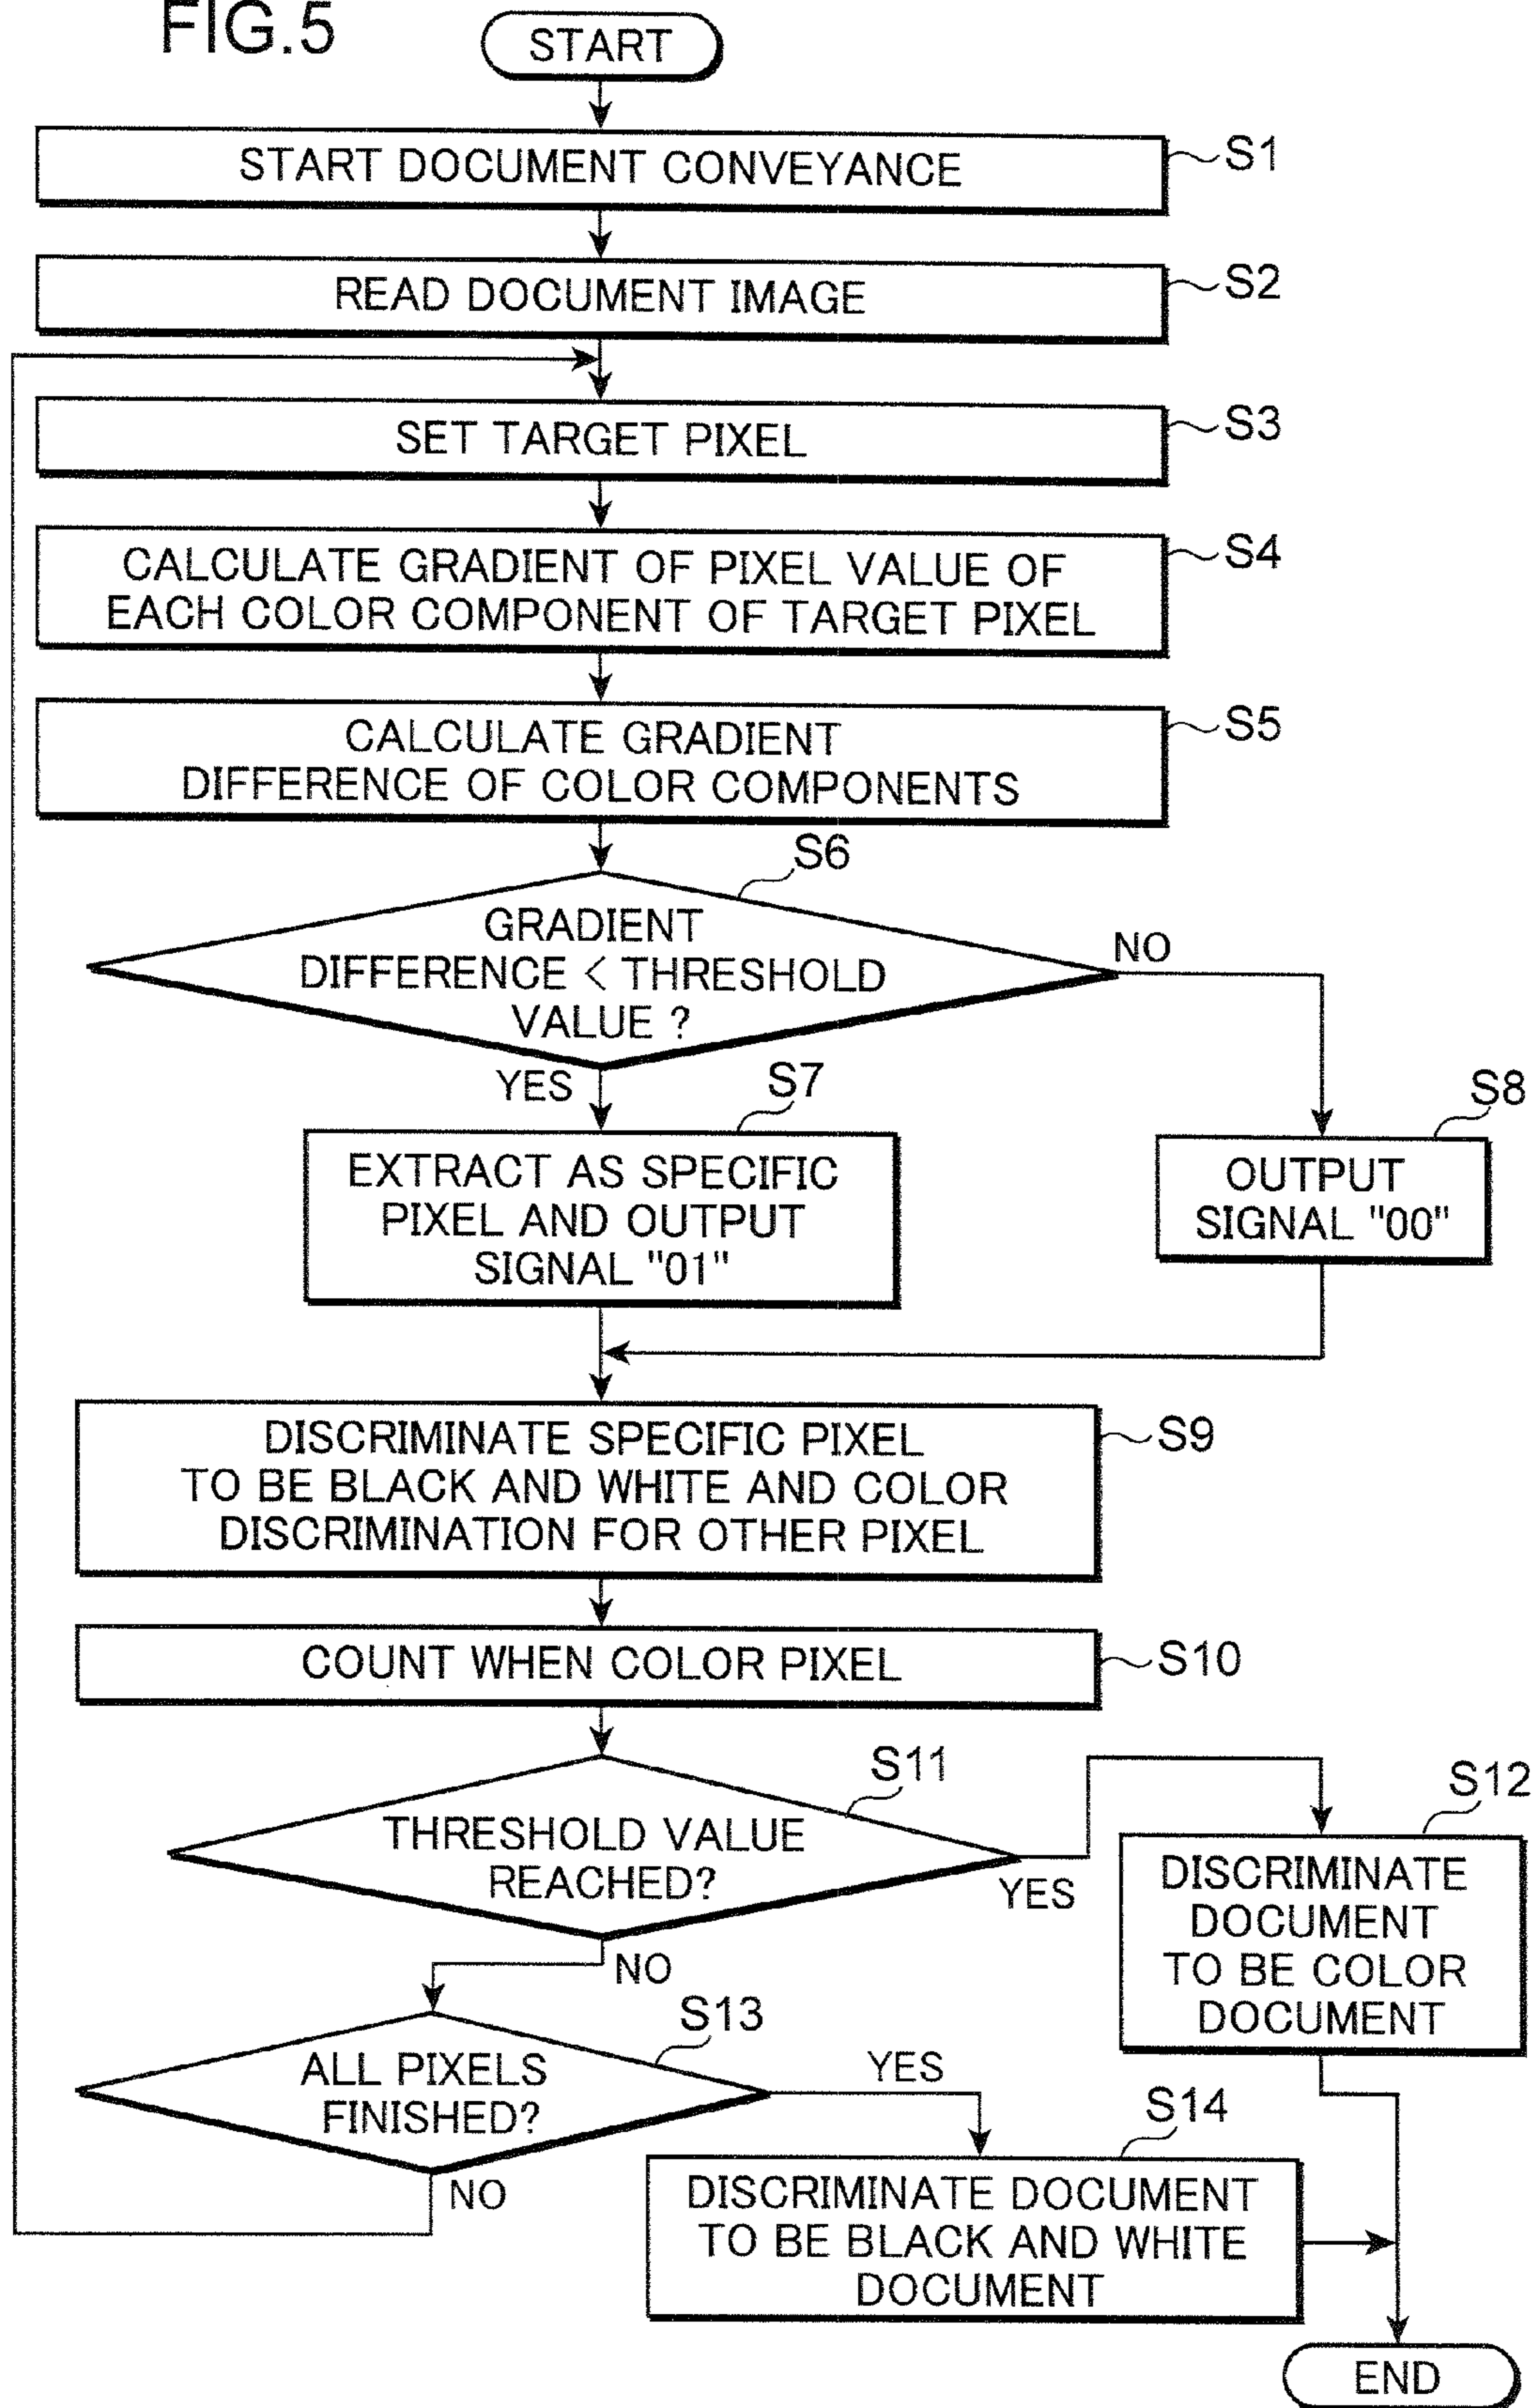 FIG.5
START
START DOCUMENT CONVEYANCE
S1
READ DOCUMENT IMAGE
S2
SET TARGET PIXEL
S3
CALCULATE GRADIENT OF PIXEL VALUE OF
EACH COLOR COMPONENT OF TARGET PIXEL
S4
CALCULATE GRADIENT
DIFFERENCE OF COLOR COMPONENTS
S5
S6
GRADIENT
DIFFERENCE < THRESHOLD
VALUE ?
NO
YES
S7
EXTRACT AS SPECIFIC
PIXEL AND OUTPUT
SIGNAL "01"
S8
OUTPUT
SIGNAL "00"
DISCRIMINATE SPECIFIC PIXEL
TO BE BLACK AND WHITE AND COLOR
DISCRIMINATION FOR OTHER PIXEL
S9
COUNT WHEN COLOR PIXEL
S10
S11
THRESHOLD VALUE
REACHED?
YES
NO
S12
DISCRIMINATE
DOCUMENT
TO BE COLOR
DOCUMENT
S13
ALL PIXELS
FINISHED?
YES
NO
S14
DISCRIMINATE DOCUMENT
TO BE BLACK AND WHITE
DOCUMENT
END